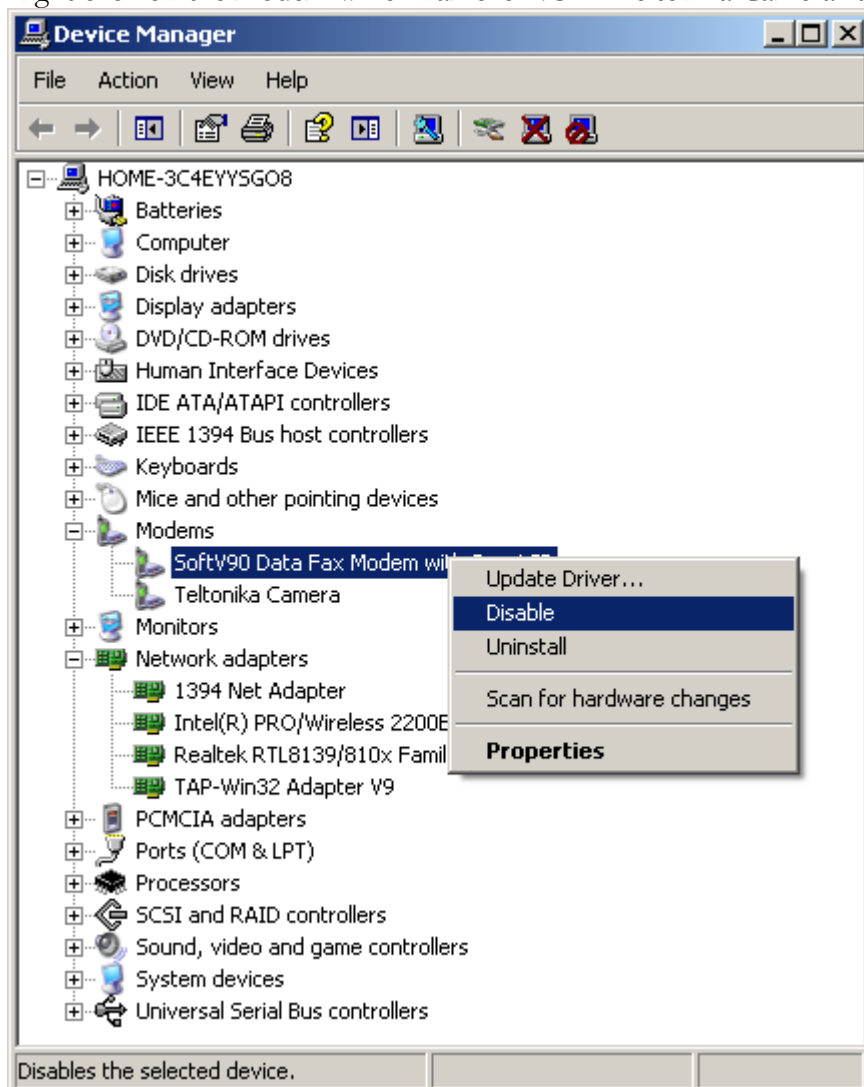 Device Manager
File Action View Help
HOME-3C4EYYSGO8
Batteries
Computer
Disk drives
Display adapters
DVD/CD-ROM drives
Human Interface Devices
IDE ATA/ATAPI controllers
IEEE 1394 Bus host controllers
Keyboards
Mice and other pointing devices
Modems
SoftV90 Data Fax Modem
Teltonika Camera
Monitors
Network adapters
1394 Net Adapter
Intel(R) PRO/Wireless
Realtek RTL8139/810x
TAP-Win32 Adapter V9
PCMCIA adapters
Ports (COM & LPT)
Processors
SCSI and RAID controllers
Sound, video and game controllers
System devices
Universal Serial Bus controllers
Update Driver...
Disable
Uninstall
Scan for hardware changes
Properties
Disables the selected device.